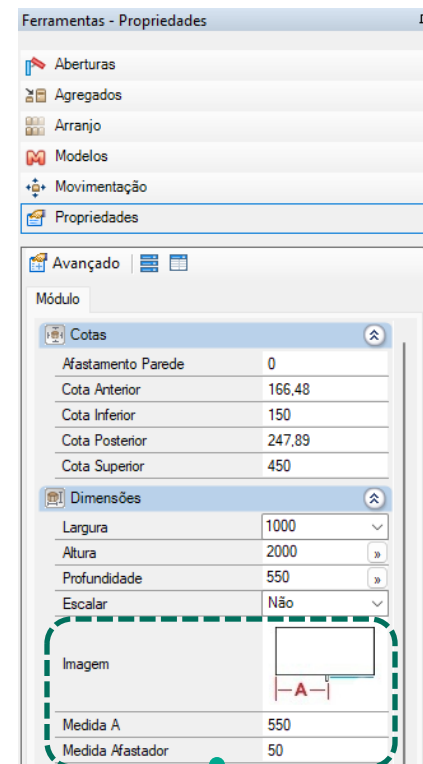 Ferramentas - Propriedades
Aberturas
Agregados
Arranjo
Modelos
Movimentação
Propriedades
Avançado
Módulo
Cotas
Afastamento Parede 0
Cota Anterior 166,48
Cota Inferior 150
Cota Posterior 247,89
Cota Superior 450
Dimensões
Largura 1000
Altura 2000 »
Profundidade 550 »
Escalar Não
Imagem
A
Medida A 550
Medida Afastador 50